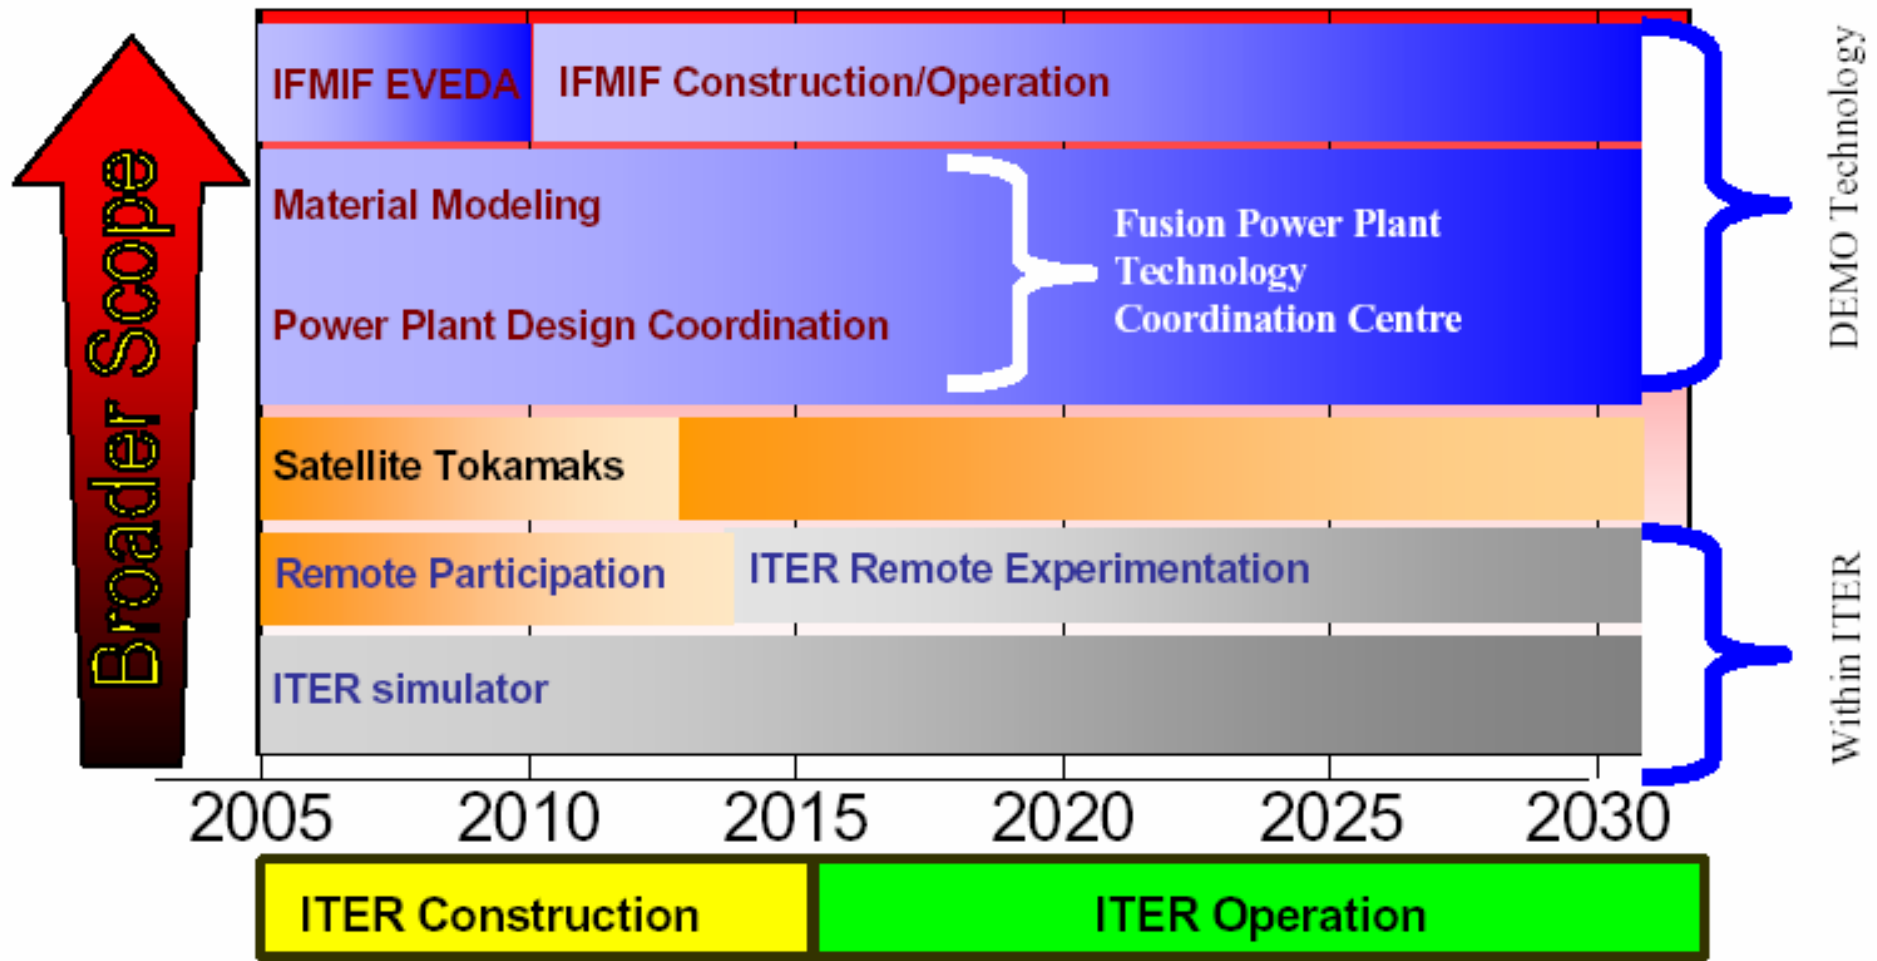 Broader Scope
IFMIF EVEDA
IFMIF Construction/Operation
Material Modeling
Power Plant Design Coordination
Fusion Power Plant
Technology
Coordination Centre
DEMO Technology
Satellite Tokamaks
Remote Participation
ITER Remote Experimentation
ITER simulator
Within ITER
2005 2010 2015 2020 2025 2030
ITER Construction
ITER Operation